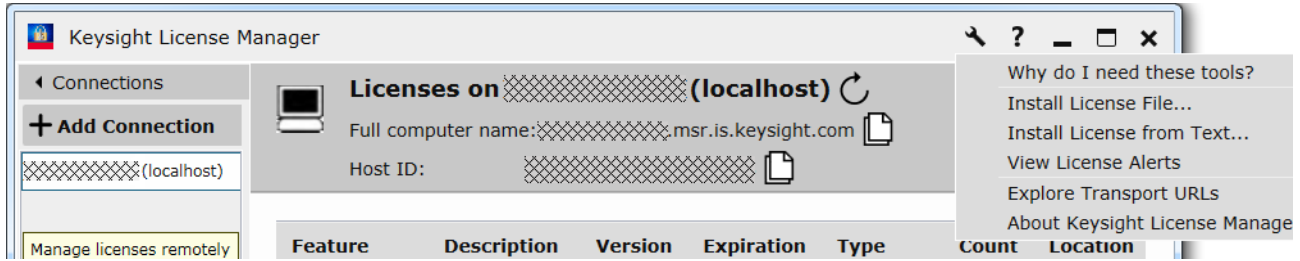 Keysight License Manager
?
Connections
+ Add Connection
(localhost)
Manage licenses remotely
Licenses on (localhost)
Full computer name: .msr.is.keysight.com
Host ID:
Feature Description Version Expiration Type Count Location
Why do I need these tools?
Install License File...
Install License from Text...
View License Alerts
Explore Transport URLs
About Keysight License Manage